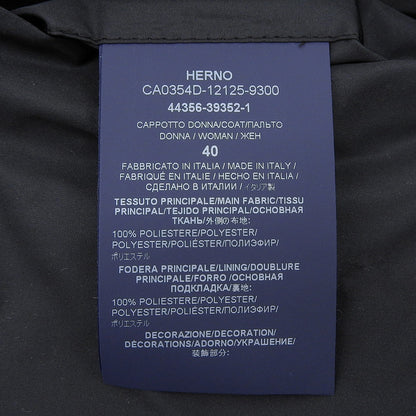 HERNO
CA0354D-12125-9300
44356-39352-1
CAPPOTTO DONNA/COAT/ПАЛЬТО
DONNA / WOMAN / ЖЕН
40
FABBRICATO IN ITALIA / MADE IN ITALY /
FABRIQUÉ EN ITALIE / HECHO EN ITALIA /
СДЕЛАНО В ИТАЛИИ / イタリア製
TESSUTO PRINCIPALE/MAIN FABRIC/TISSU
PRINCIPAL/TEJIDO PRINCIPAL/ОСНОВНАЯ
ТКАНЬ/外側の布地:
100% POLIESTERE/POLYESTER/
POLYESTER/POLIÉSTER/ПОЛИЭФИР/
ポリエステル
FODERA PRINCIPALE/LINING/DOUBLURE
PRINCIPALE/FORRO /ОСНОВНАЯ
ПОДКЛАДКА/裏地:
100% POLIESTERE/POLYESTER/
POLYESTER/POLIÉSTER/ПОЛИЭФИР/
ポリエステル
DECORAZIONE/DECORATION/
DÉCORATIONS/ADORNO/УКРАШЕНИЕ/
装飾部分: